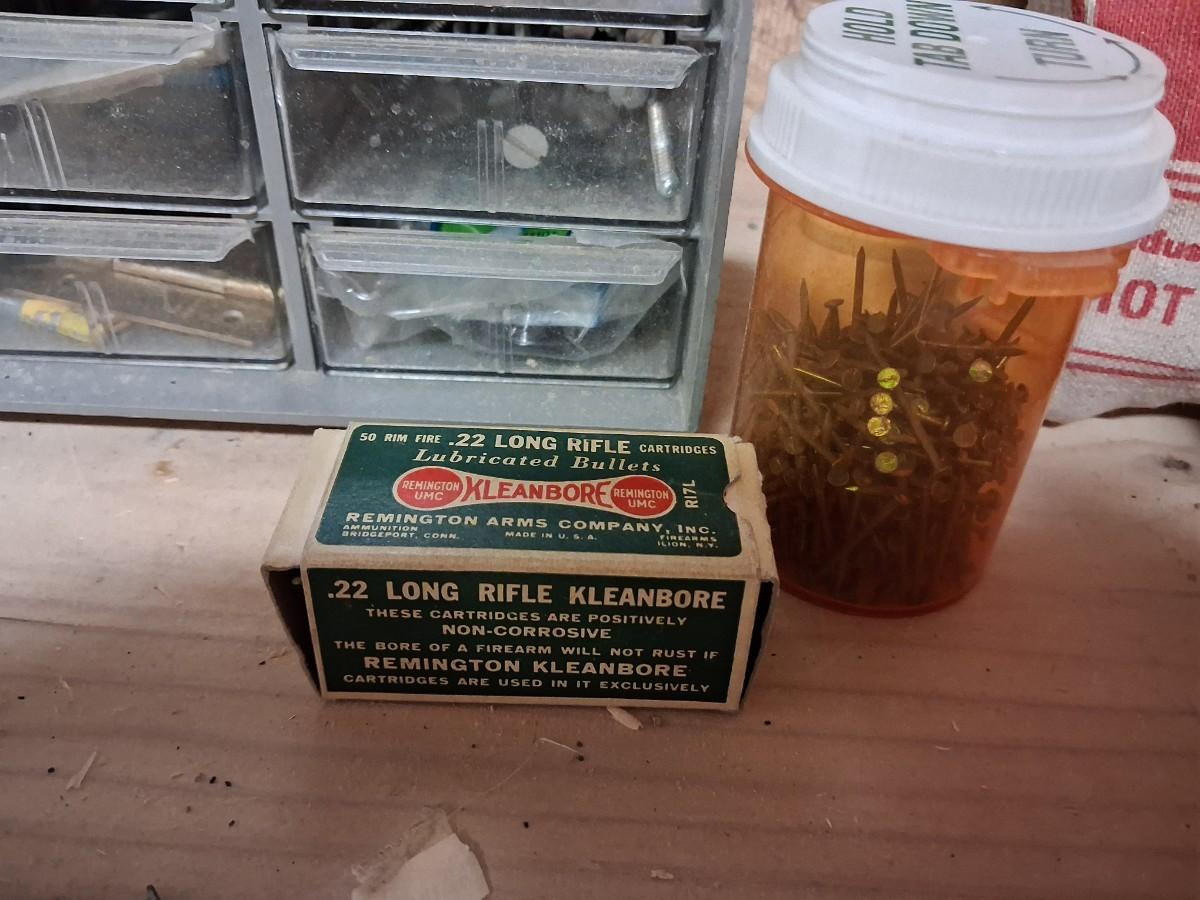 HOLD
TAB DOWN
TURN
HOT
50 RIM FIRE .22 LONG RIFLE CARTRIDGES
Lubricated Bullets
REMINGTON UMC KLEANBORE REMINGTON UMC
R17L
REMINGTON ARMS COMPANY, INC.
AMMUNITION BRIDGEPORT, CONN. MADE IN U.S.A. FIREARMS ILION, N.Y.
.22 LONG RIFLE KLEANBORE
THESE CARTRIDGES ARE POSITIVELY
NON-CORROSIVE
THE BORE OF A FIREARM WILL NOT RUST IF
REMINGTON KLEANBORE
CARTRIDGES ARE USED IN IT EXCLUSIVELY